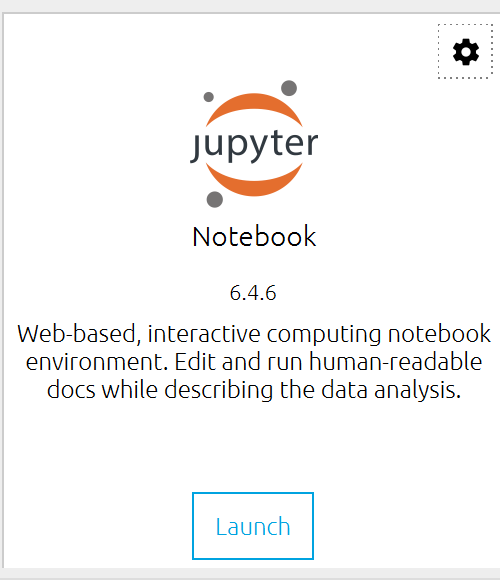 jupyter
Notebook
6.4.6
Web-based, interactive computing notebook
environment. Edit and run human-readable
docs while describing the data analysis.
Launch